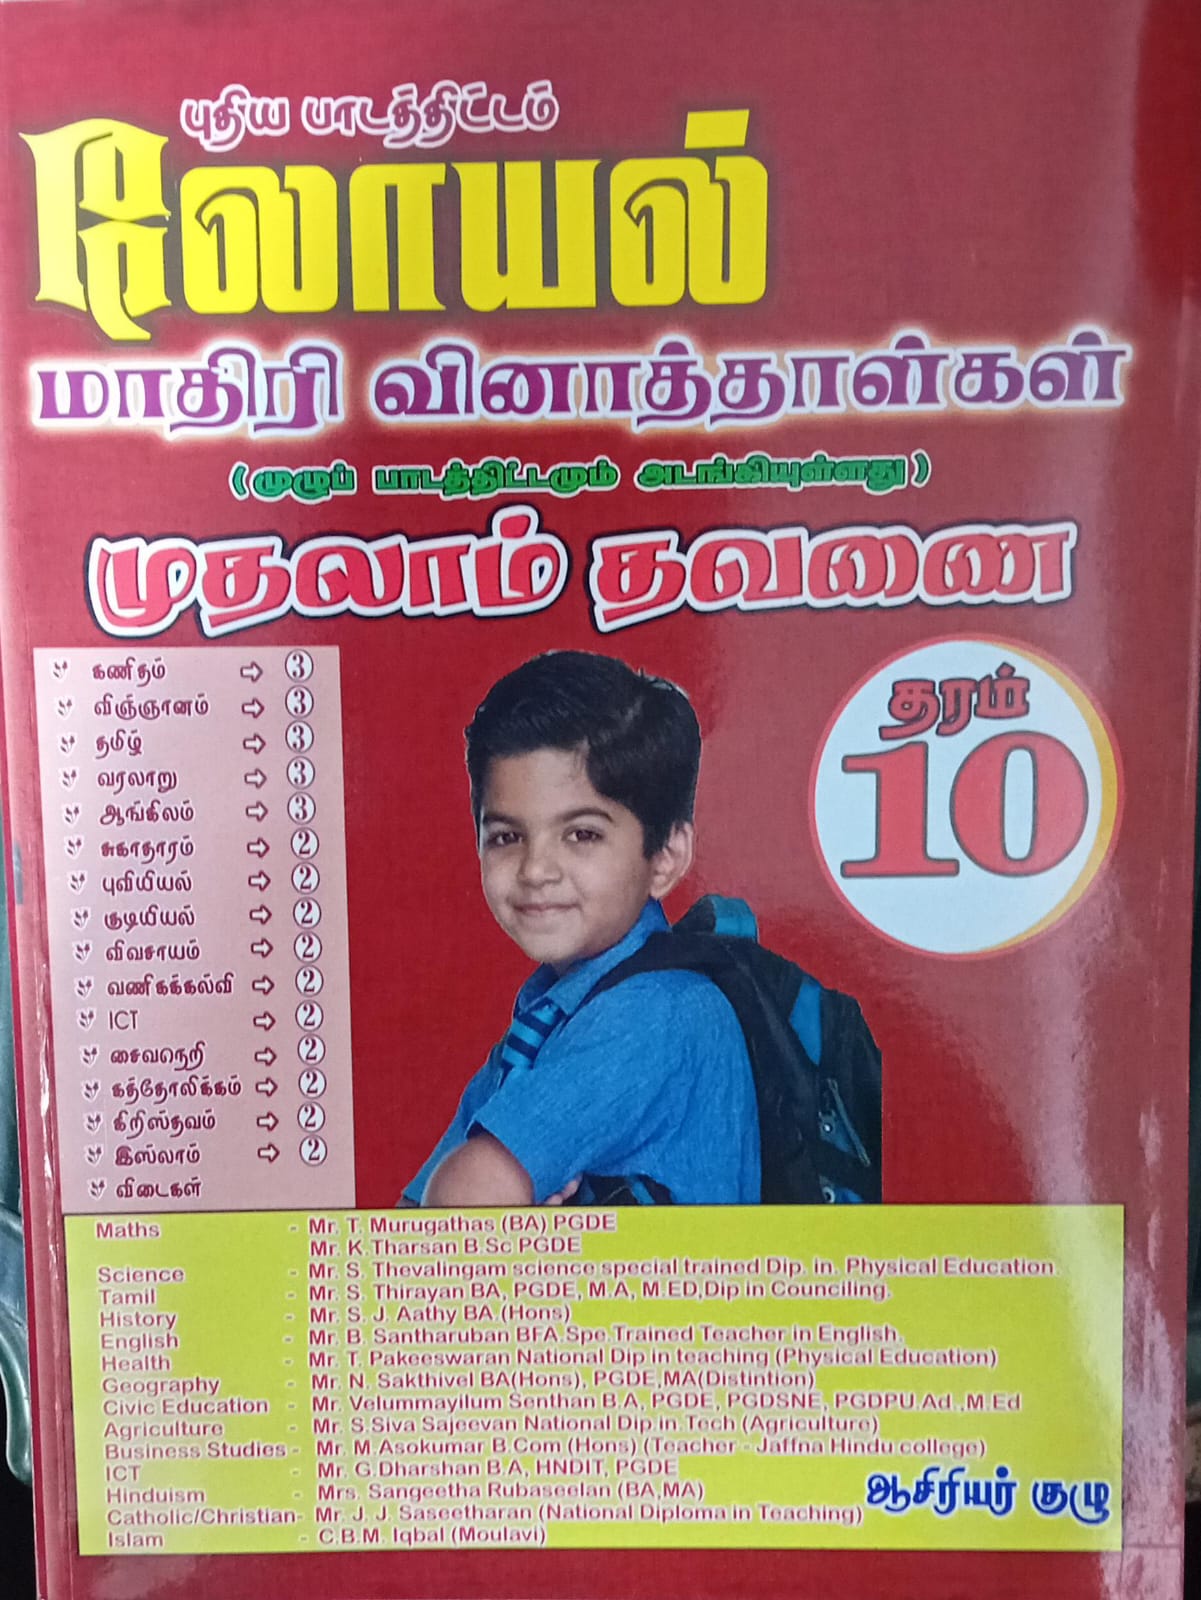 புதிய பாடத்திட்டம்
லோயல்
மாதிரி வினாத்தாள்கள்
(முழுப் பாடத்திட்டமும் அடங்கியுள்ளது)
முதலாம் தவணை
தரம்
10
கணிதம் ⇨ 3
விஞ்ஞானம் ⇨ 3
தமிழ் ⇨ 3
வரலாறு ⇨ 3
ஆங்கிலம் ⇨ 3
சுகாதாரம் ⇨ 2
புவியியல் ⇨ 2
குடியியல் ⇨ 2
விவசாயம் ⇨ 2
வணிகக்கல்வி ⇨ 2
ICT ⇨ 2
சைவநெறி ⇨ 2
கத்தோலிக்கம் ⇨ 2
கிறிஸ்தவம் ⇨ 2
இஸ்லாம் ⇨ 2
விடைகள்
Maths - Mr. T. Murugathas (BA) PGDE
Mr. K.Tharsan B.Sc PGDE
Science - Mr. S. Thevalingam science special trained Dip. in. Physical Education.
Tamil - Mr. S. Thirayan BA, PGDE, M.A, M.ED,Dip in Counciling.
History - Mr. S. J. Aathy BA (Hons)
English - Mr. B. Santharuban BFA.Spe.Trained Teacher in English.
Health - Mr. T. Pakeeswaran National Dip in teaching (Physical Education)
Geography - Mr. N. Sakthivel BA(Hons), PGDE,MA(Distintion)
Civic Education - Mr. Velummayilum Senthan B.A, PGDE, PGDSNE, PGDPU.Ad.,M.Ed
Agriculture - Mr. S.Siva Sajeevan National Dip.in.Tech (Agriculture)
Business Studies - Mr. M.Asokumar B.Com (Hons) (Teacher - Jaffna Hindu college)
ICT - Mr. G.Dharshan B.A, HNDIT, PGDE
Hinduism - Mrs. Sangeetha Rubaseelan (BA,MA)
Catholic/Christian- Mr. J. J. Saseetharan (National Diploma in Teaching)
Islam - C.B.M. Iqbal (Moulavi)
ஆசிரியர் குழு